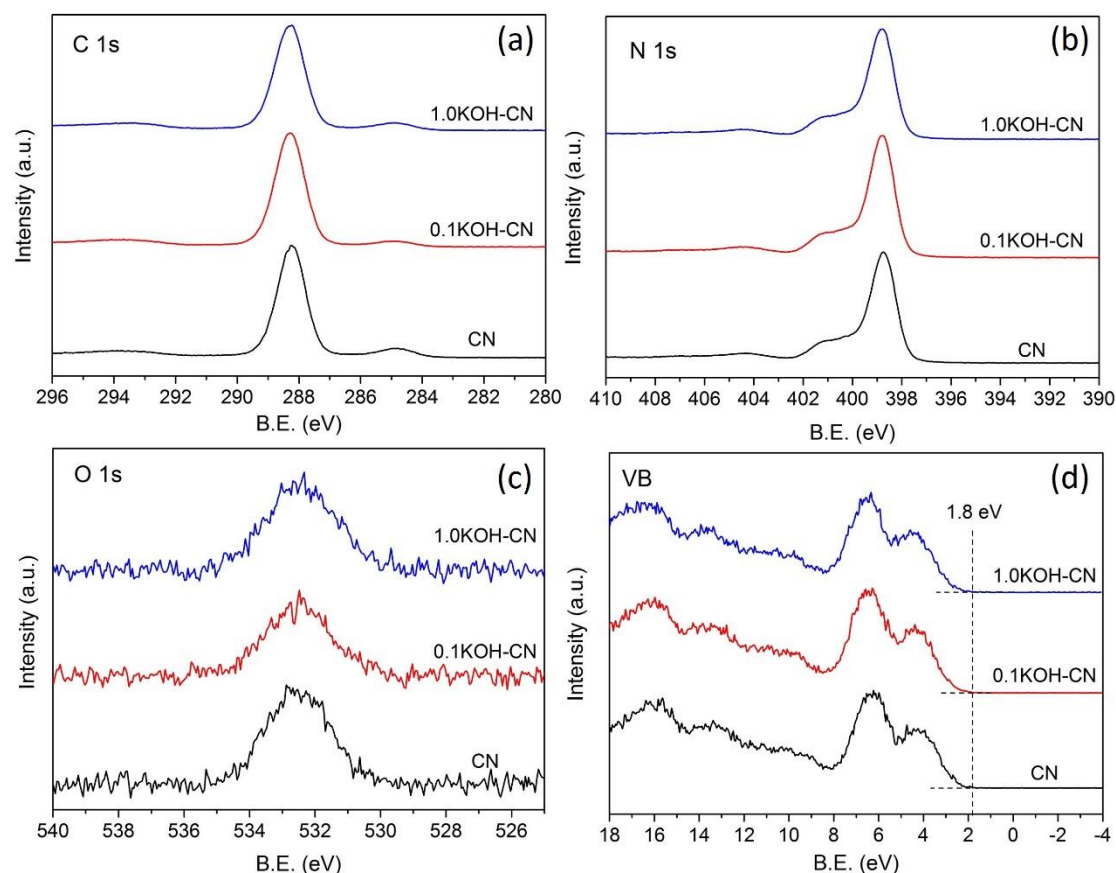 C 1s
(a)
1.0KOH-CN
0.1KOH-CN
CN
Intensity (a.u.)
296 294 292 290 288 286 284 282 280
B.E. (eV)
N 1s
(b)
1.0KOH-CN
0.1KOH-CN
CN
Intensity (a.u.)
410 408 406 404 402 400 398 396 394 392 390
B.E. (eV)
O 1s
(c)
1.0KOH-CN
0.1KOH-CN
CN
Intensity (a.u.)
540 538 536 534 532 530 528 526
B.E. (eV)
VB
(d)
1.8 eV
1.0KOH-CN
0.1KOH-CN
CN
Intensity (a.u.)
18 16 14 12 10 8 6 4 2 0 -2 -4
B.E. (eV)